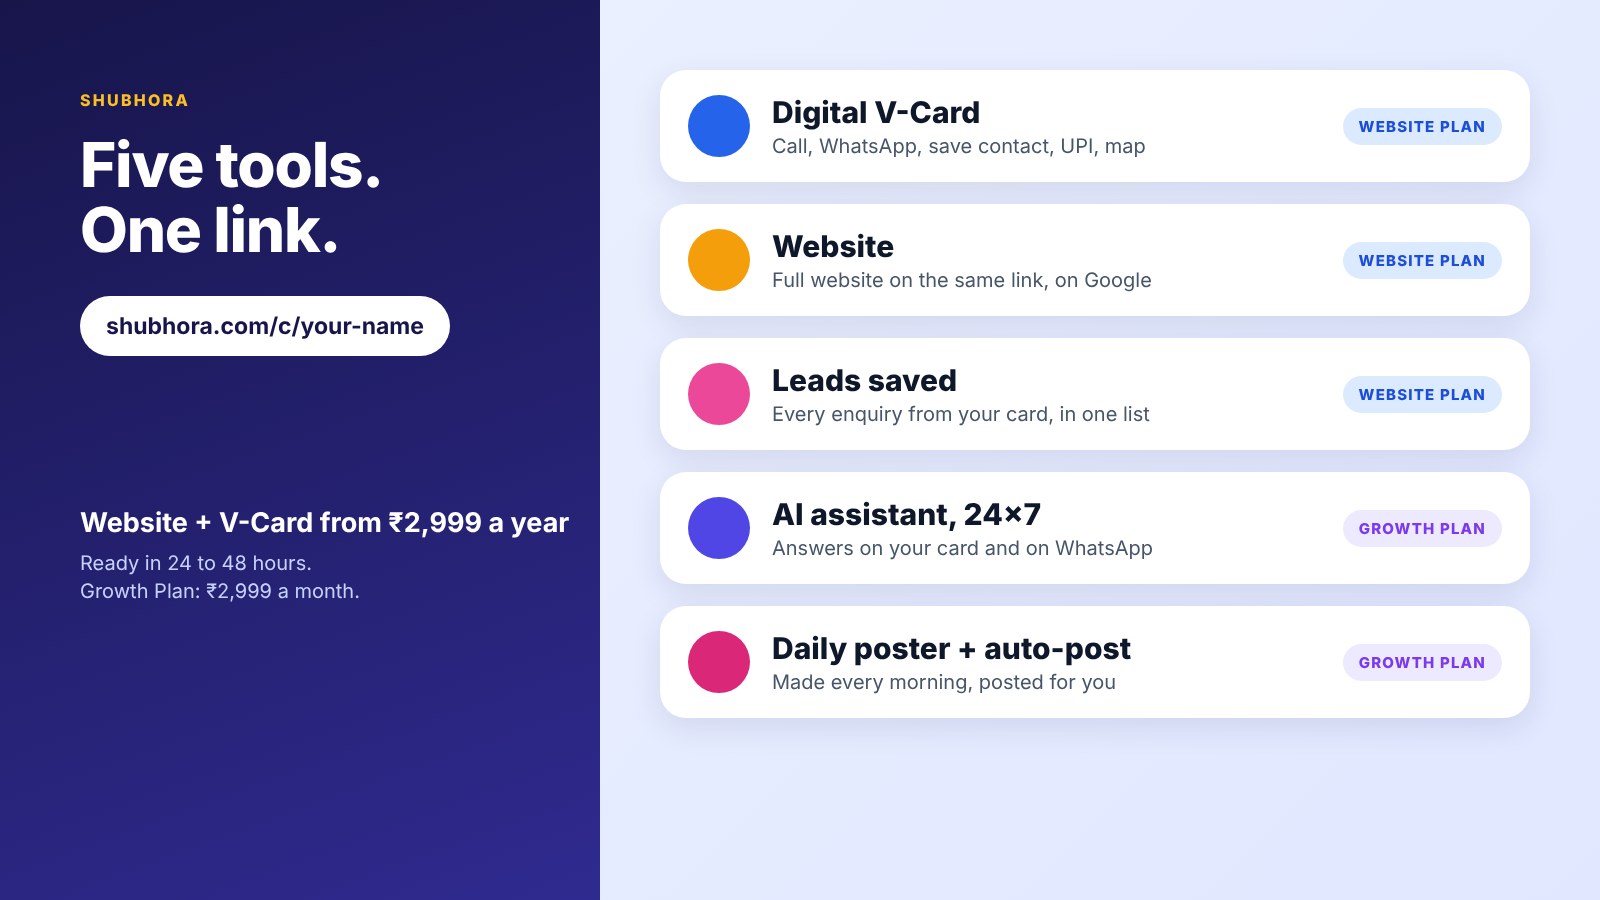 SHUBHORA
Five tools.
One link.
shubhora.com/c/your-name
Website + V-Card from ₹2,999 a year
Ready in 24 to 48 hours.
Growth Plan: ₹2,999 a month.
Digital V-Card
Call, WhatsApp, save contact, UPI, map
WEBSITE PLAN
Website
Full website on the same link, on Google
WEBSITE PLAN
Leads saved
Every enquiry from your card, in one list
WEBSITE PLAN
AI assistant, 24×7
Answers on your card and on WhatsApp
GROWTH PLAN
Daily poster + auto-post
Made every morning, posted for you
GROWTH PLAN